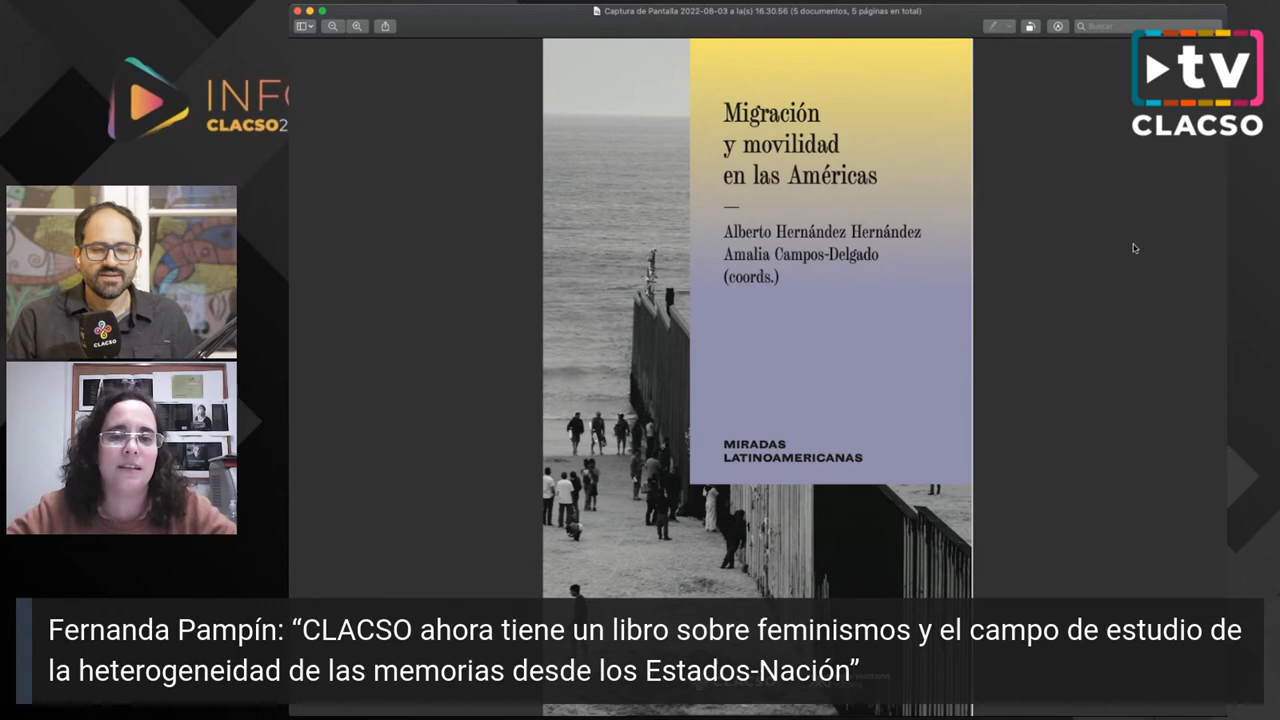 Captura de Pantalla 2022-08-03 a la(s) 16.30.56 (5 documentos, 5 páginas en total)
Buscar
INFO
CLACSO2
tv
CLACSO
Migración
y movilidad
en las Américas
—
Alberto Hernández Hernández
Amalia Campos-Delgado
(coords.)
MIRADAS
LATINOAMERICANAS
CLACSO
Fernanda Pampín: “CLACSO ahora tiene un libro sobre feminismos y el campo de estudio de
la heterogeneidad de las memorias desde los Estados-Nación”